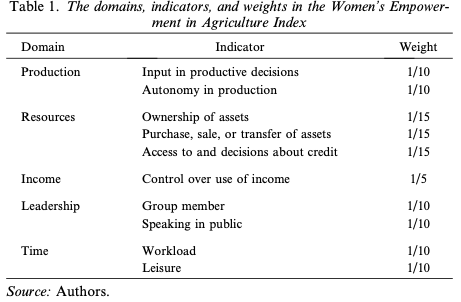 Table 1. The domains, indicators, and weights in the Women's Empower-
ment in Agriculture Index
Domain Indicator Weight
Production Input in productive decisions 1/10
Autonomy in production 1/10
Resources Ownership of assets 1/15
Purchase, sale, or transfer of assets 1/15
Access to and decisions about credit 1/15
Income Control over use of income 1/5
Leadership Group member 1/10
Speaking in public 1/10
Time Workload 1/10
Leisure 1/10
Source: Authors.